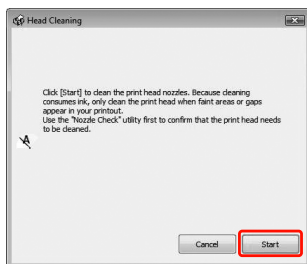 Head Cleaning
Click [Start] to clean the print head nozzles. Because cleaning
consumes ink, only clean the print head when faint areas or gaps
appear in your printout.
Use the "Nozzle Check" utility first to confirm that the print head needs
to be cleaned.
A
Cancel Start